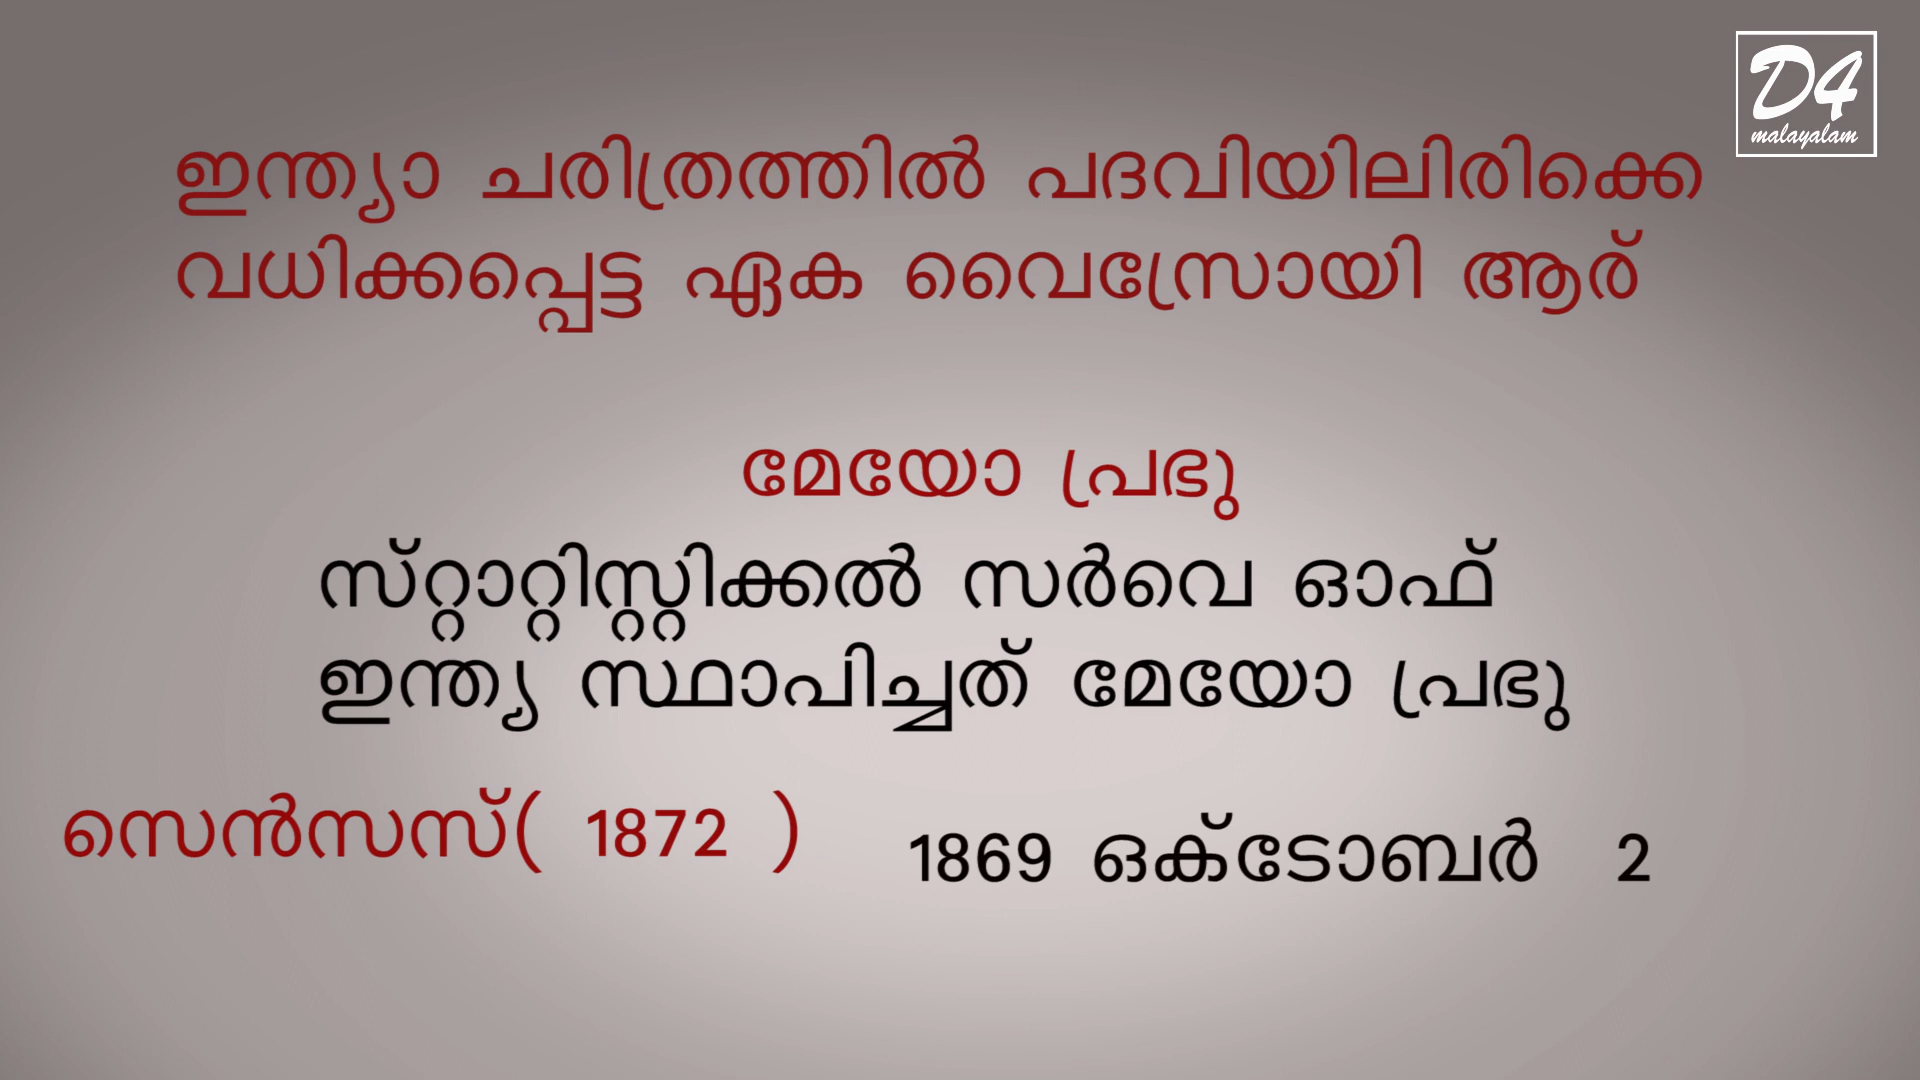 D4
malayalam
ഇന്ത്യാ ചരിത്രത്തിൽ പദവിയിലിരിക്കെ
വധിക്കപ്പെട്ട ഏക വൈസ്രോയി ആര്
മേയോ പ്രഭു
സ്‌റ്റാറ്റിസ്റ്റിക്കൽ സർവെ ഓഫ്
ഇന്ത്യ സ്ഥാപിച്ചത് മേയോ പ്രഭു
സെൻസസ്( 1872 )
1869 ഒക്‌ടോബർ 2